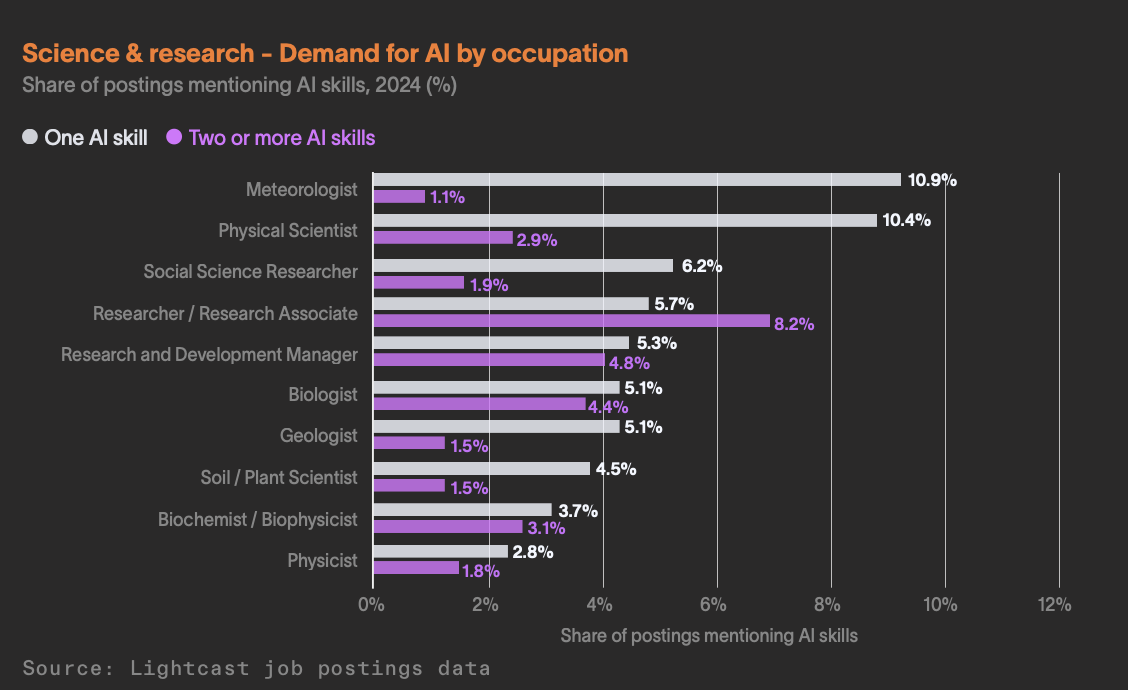 Science & research – Demand for AI by occupation
Share of postings mentioning AI skills, 2024 (%)
One AI skill Two or more AI skills
Meteorologist 10.9% 1.1%
Physical Scientist 10.4% 2.9%
Social Science Researcher 6.2% 1.9%
Researcher / Research Associate 5.7% 8.2%
Research and Development Manager 5.3% 4.8%
Biologist 5.1% 4.4%
Geologist 5.1% 1.5%
Soil / Plant Scientist 4.5% 1.5%
Biochemist / Biophysicist 3.7% 3.1%
Physicist 2.8% 1.8%
0% 2% 4% 6% 8% 10% 12%
Share of postings mentioning AI skills
Source: Lightcast job postings data